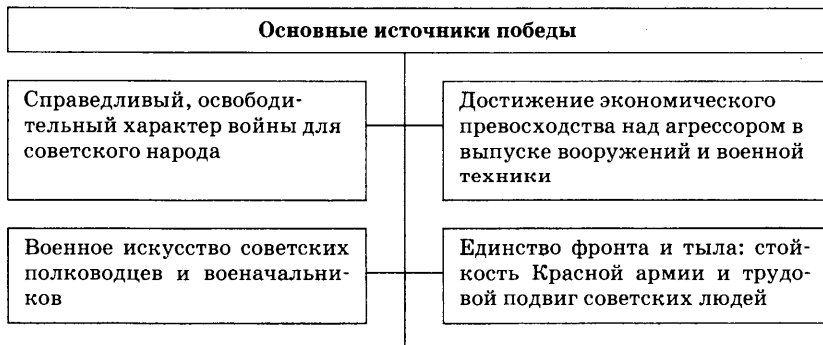 Основные источники победы
Справедливый, освободи-
тельный характер войны для
советского народа
Достижение экономического
превосходства над агрессором в
выпуске вооружений и военной
техники
Военное искусство советских
полководцев и военачальни-
ков
Единство фронта и тыла: стой-
кость Красной армии и трудо-
вой подвиг советских людей